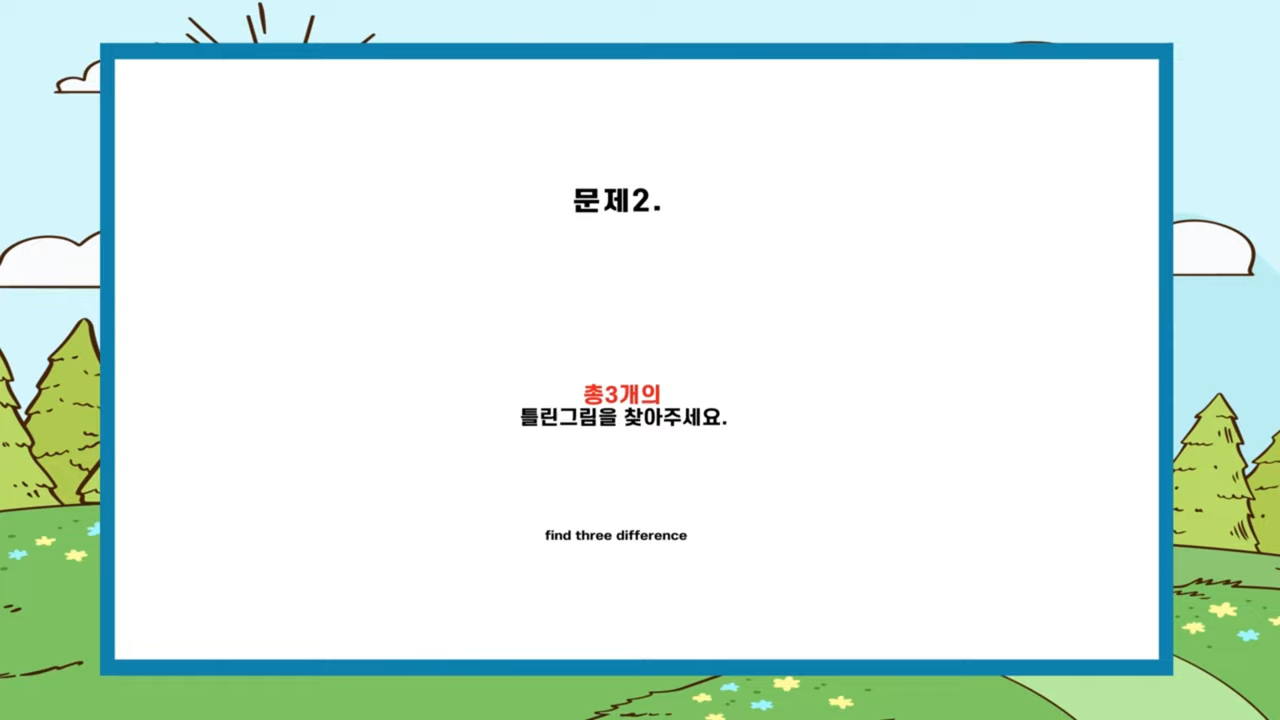 문제2.
총3개의
틀린그림을 찾아주세요.
find three difference